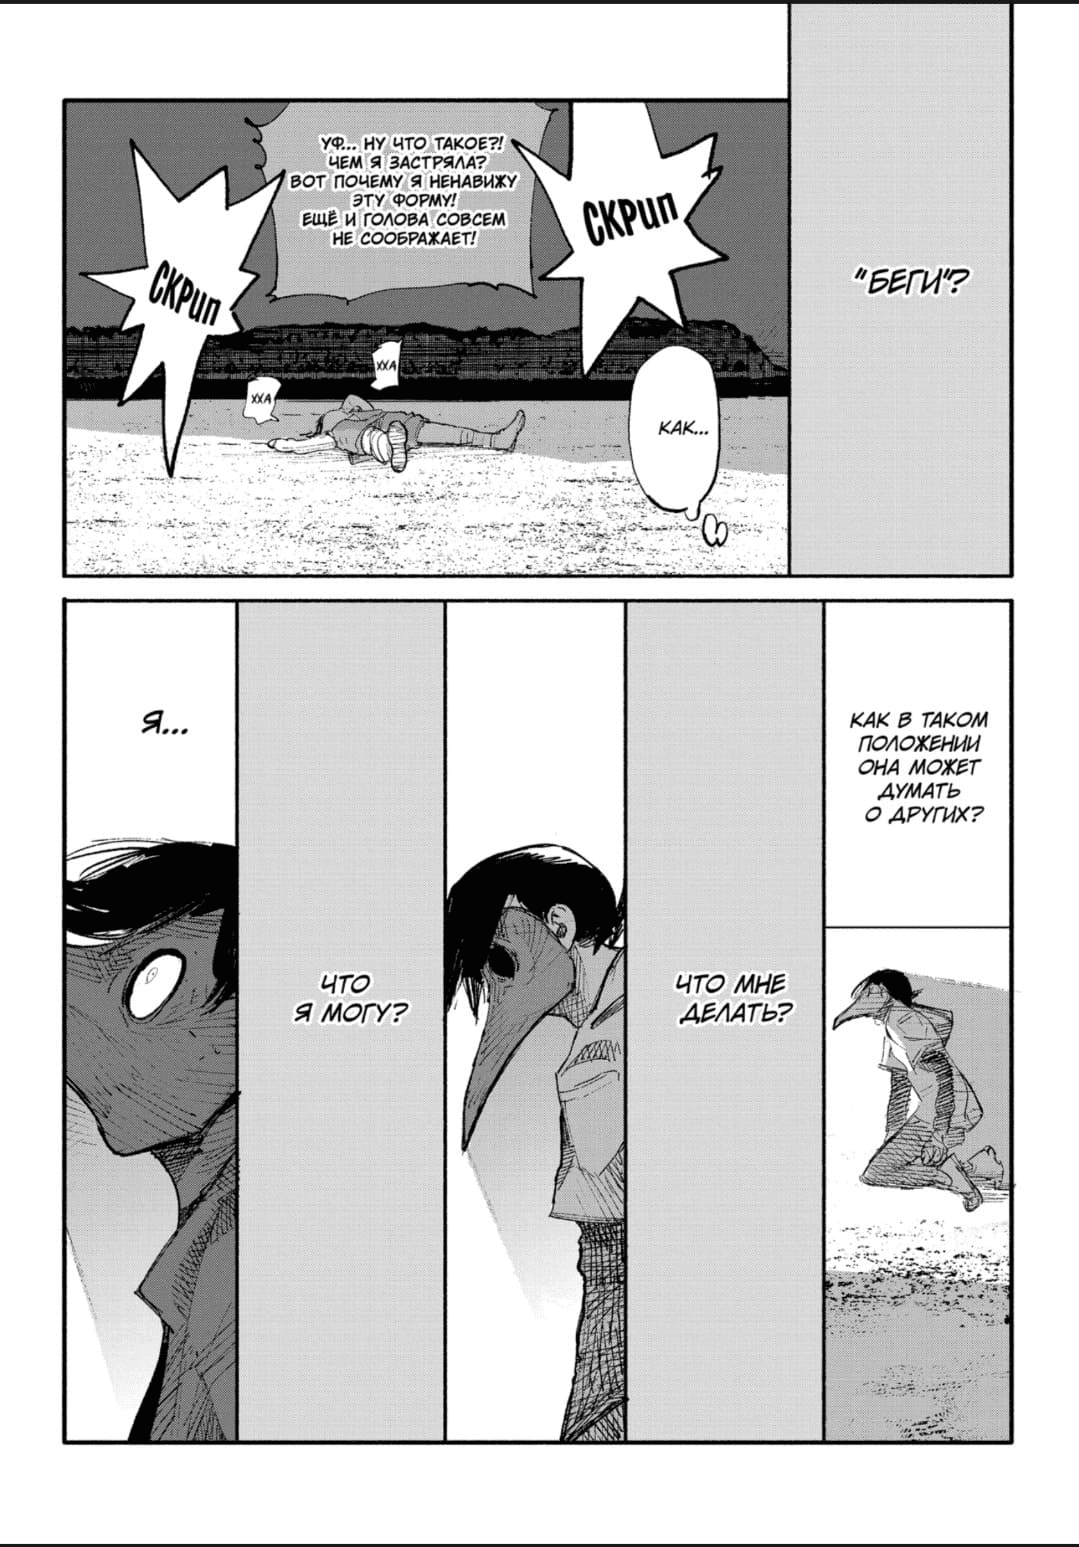 "БЕГИ"?
СКРИП
УФ... НУ ЧТО ТАКОЕ?!
ЧЕМ Я ЗАСТРЯЛА?
ВОТ ПОЧЕМУ Я НЕНАВИЖУ
ЭТУ ФОРМУ!
ЕЩЁ И ГОЛОВА СОВСЕМ
НЕ СООБРАЖАЕТ!
СКРИП
ХХА
ХХА
КАК...
КАК В ТАКОМ
ПОЛОЖЕНИИ
ОНА МОЖЕТ
ДУМАТЬ
О ДРУГИХ?
ЧТО МНЕ
ДЕЛАТЬ?
ЧТО
Я МОГУ?
Я...